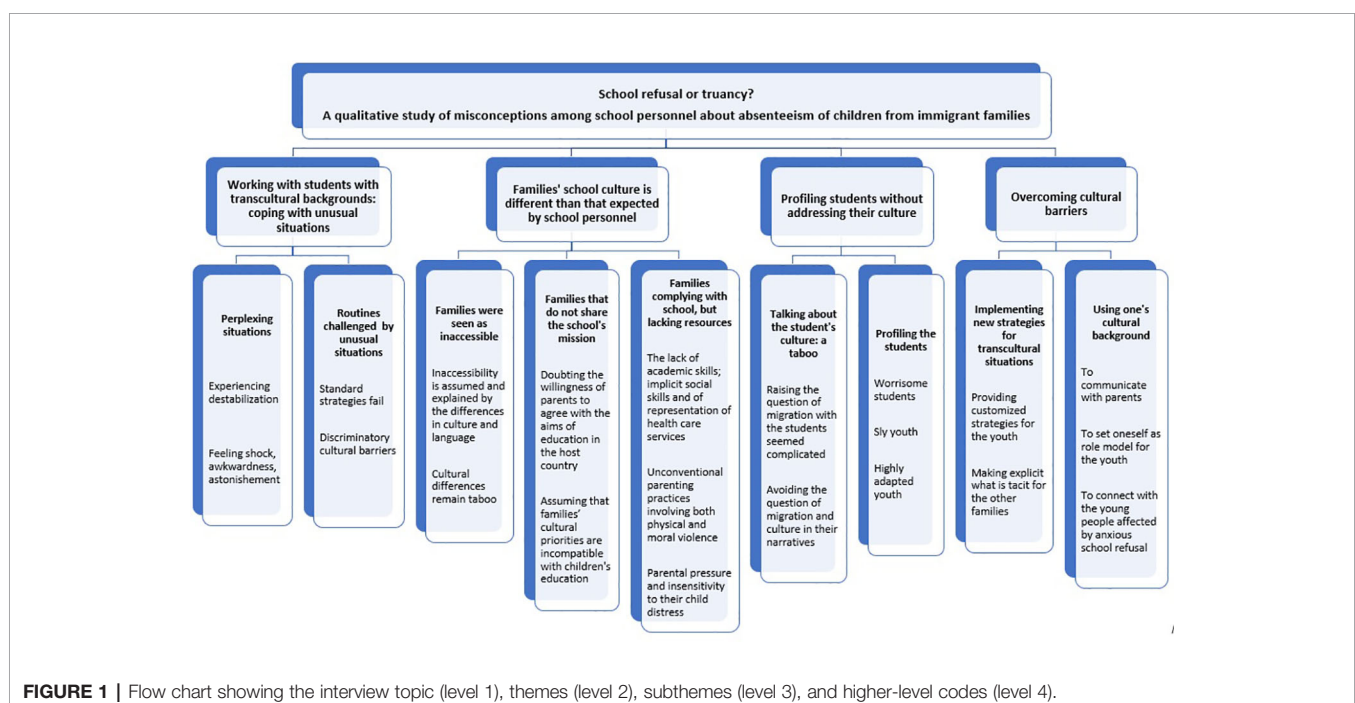 School refusal or truancy?
A qualitative study of misconceptions among school personnel about absenteeism of children from immigrant families
Working with students with
transcultural backgrounds:
coping with unusual
situations
Families' school culture is
different than that expected
by school personnel
Profiling students without
addressing their culture
Overcoming cultural
barriers
Perplexing
situations
Experiencing
destabilization
Feeling shock,
awkwardness,
astonishement
Routines
challenged by
unusual
situations
Standard
strategies fail
Discriminatory
cultural barriers
Families were
seen as
inaccessible
Inaccessibility
is assumed and
explained by
the differences
in culture and
language
Cultural
differences
remain taboo
Families that
do not share
the school's
mission
Doubting the
willingness of
parents to
agree with the
aims of
education in
the host
country
Assuming that
families'
cultural
priorities are
incompatible
with children's
education
Families
complying with
school, but
lacking resources
The lack of
academic skills;
implicit social
skills and of
representation of
health care
services
Unconventional
parenting
practices
involving both
physical and
moral violence
Parental pressure
and insensitivity
to their child
distress
Talking about
the student's
culture: a
taboo
Raising the
question of
migration with
the students
seemed
complicated
Avoiding the
question of
migration and
culture in their
narratives
Profiling the
students
Worrisome
students
Sly youth
Highly
adapted
youth
Implementing
new strategies
for
transcultural
situations
Providing
customized
strategies for
the youth
Making explicit
what is tacit for
the other
families
Using one's
cultural
background
To
communicate
with parents
To set oneself as
role model for
the youth
To connect with
the young
people affected
by anxious
school refusal
FIGURE 1 | Flow chart showing the interview topic (level 1), themes (level 2), subthemes (level 3), and higher-level codes (level 4).